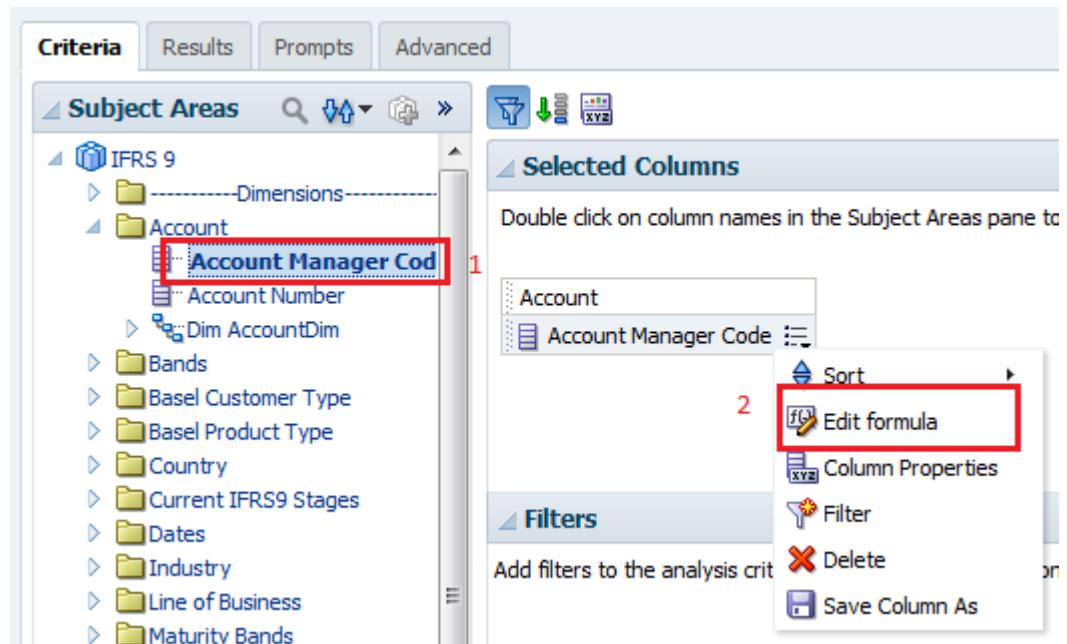 Criteria Results Prompts Advanced
Subject Areas
IFRS 9
-----------Dimensions-----------
Account
Account Manager Cod
1
Account Number
Dim AccountDim
Bands
Basel Customer Type
Basel Product Type
Country
Current IFRS9 Stages
Dates
Industry
Line of Business
Maturity Bands
XYZ
Selected Columns
Double click on column names in the Subject Areas pane to
Account
Account Manager Code
Sort
2
f() Edit formula
XYZ Column Properties
Filter
Delete
Save Column As
Filters
Add filters to the analysis crit